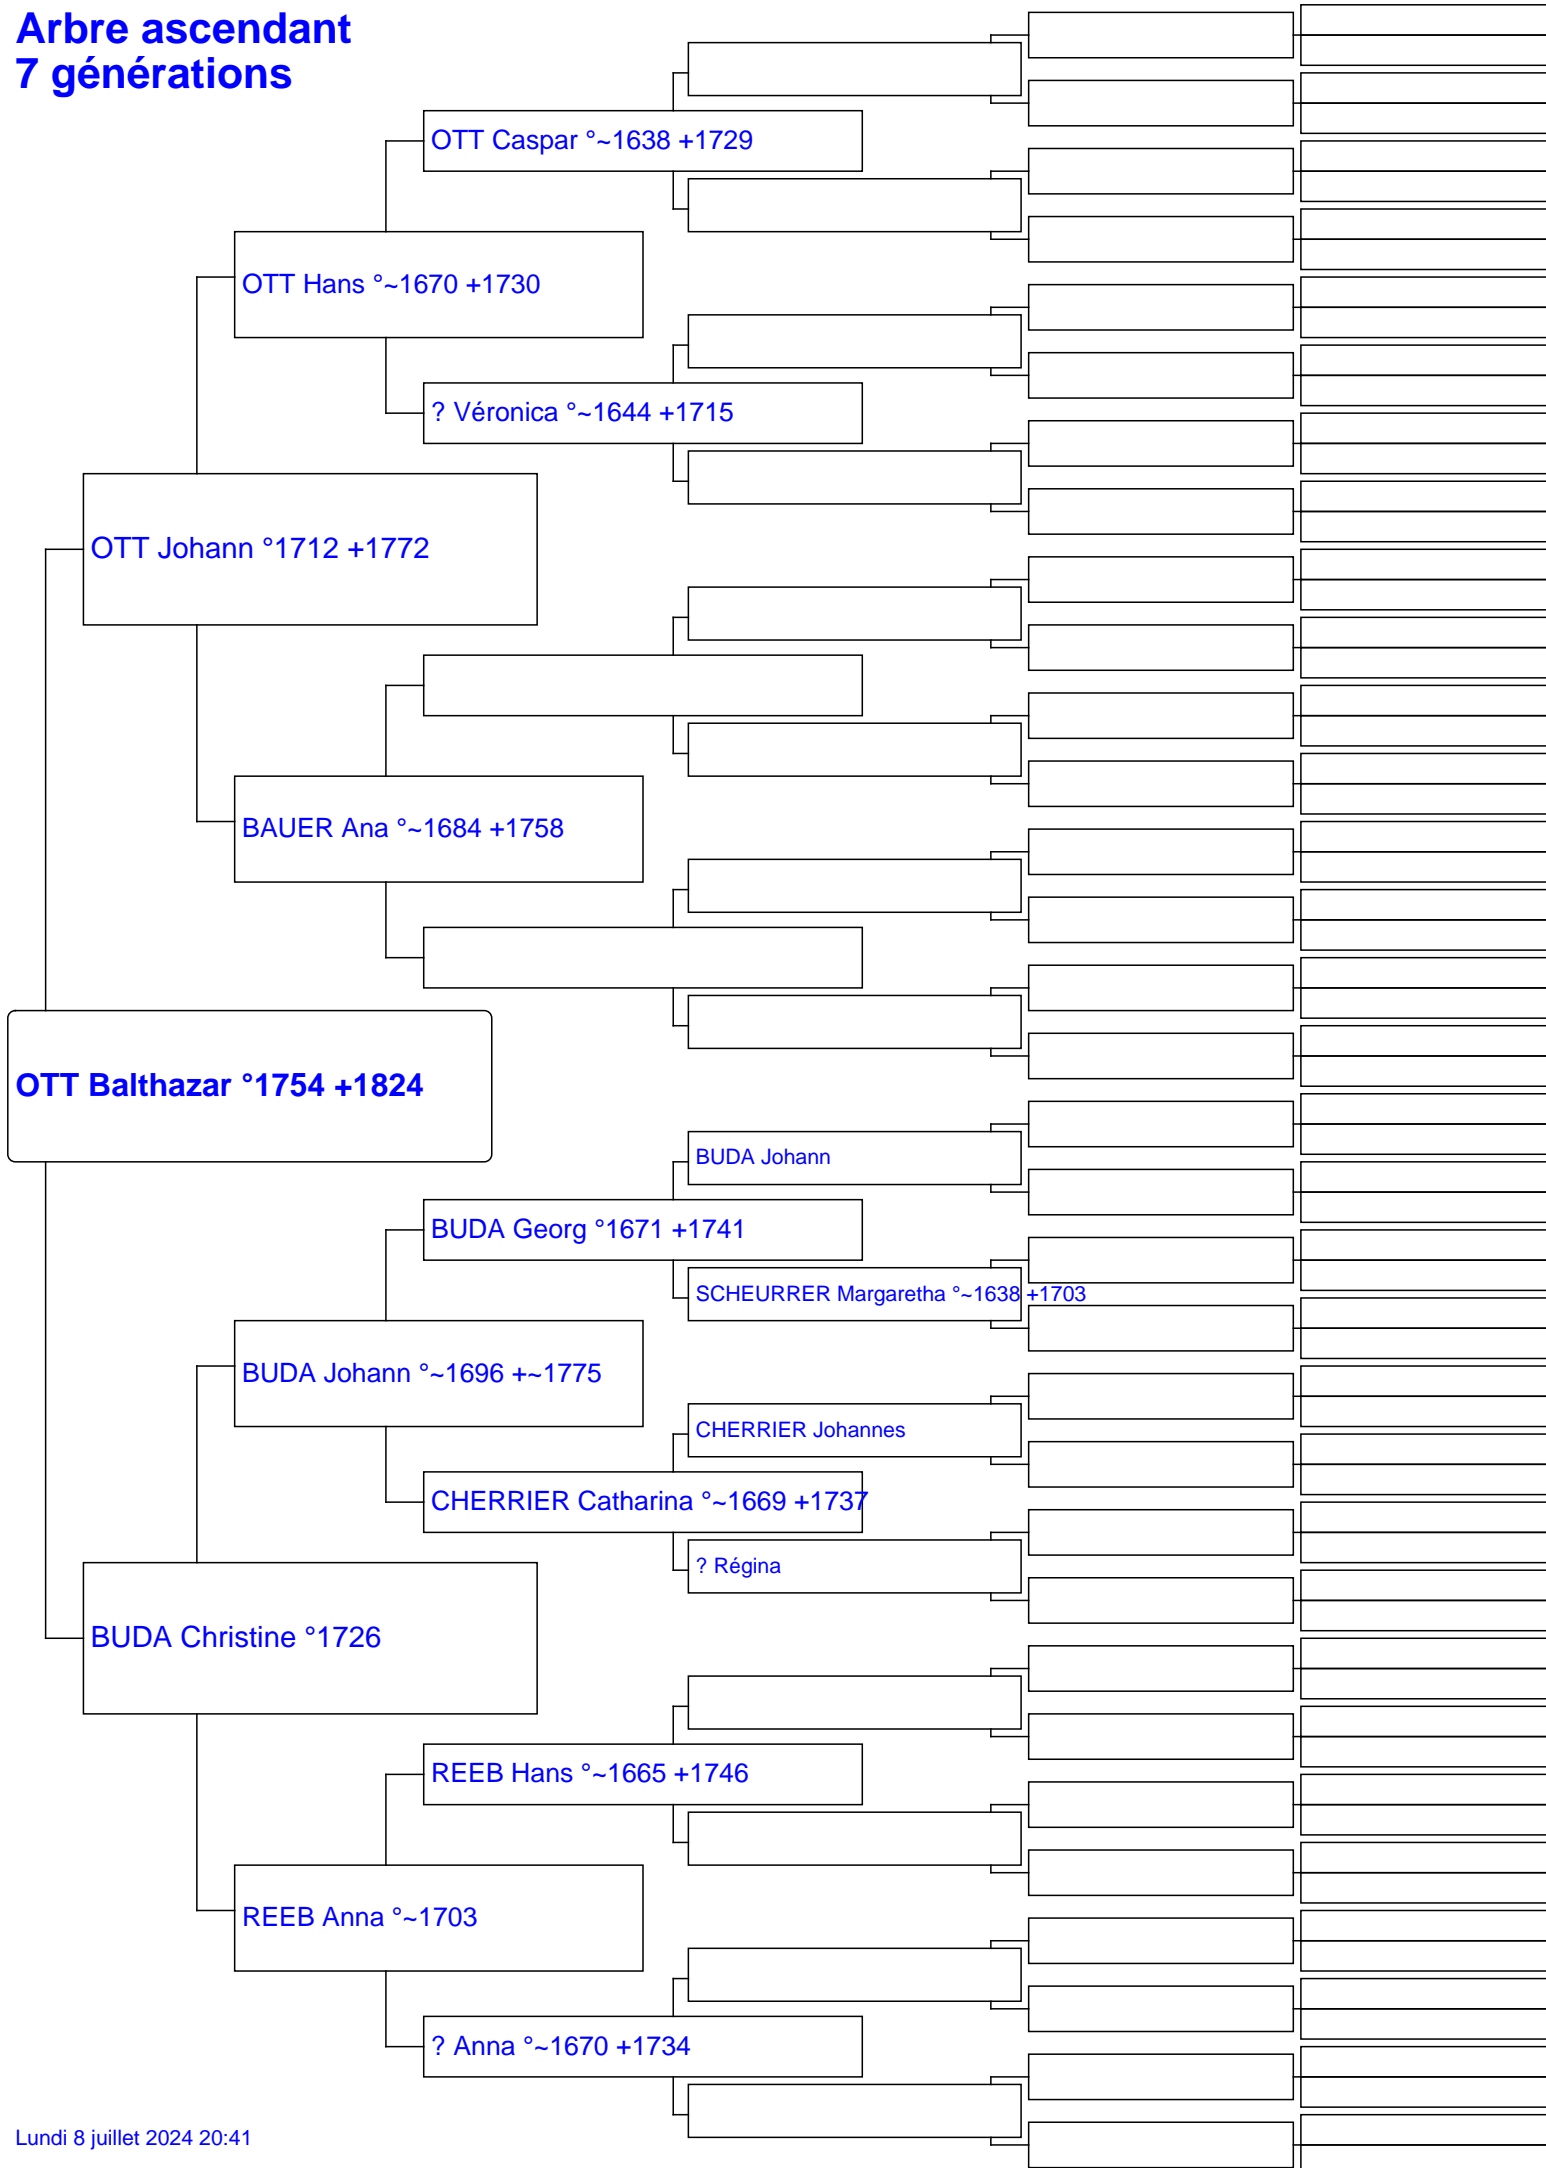 Arbre ascendant
7 générations
OTT Caspar °~1638 +1729
OTT Hans °~1670 +1730
? Véronica °~1644 +1715
OTT Johann °1712 +1772
BAUER Ana °~1684 +1758
OTT Balthazar °1754 +1824
BUDA Johann
BUDA Georg °1671 +1741
SCHEURRER Margaretha °~1638 +1703
BUDA Johann °~1696 +~1775
CHERRIER Johannes
CHERRIER Catharina °~1669 +1737
? Régina
BUDA Christine °1726
REEB Hans °~1665 +1746
REEB Anna °~1703
? Anna °~1670 +1734
Lundi 8 juillet 2024 20:41